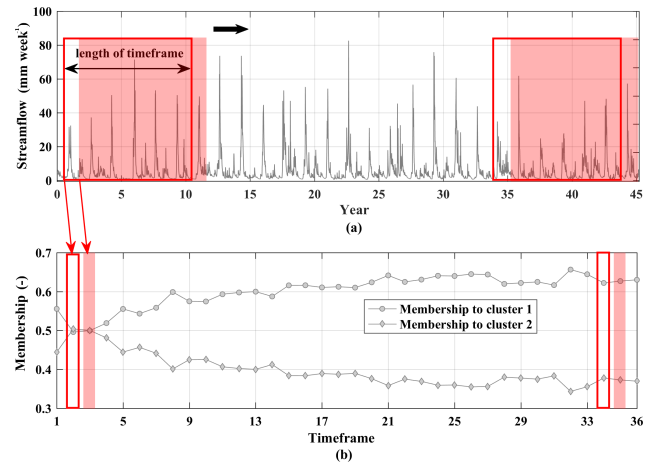 100
80
60
40
20
0
Streamflow (mm week⁻¹)
length of timeframe
0 5 10 15 20 25 30 35 40 45
Year
(a)
0.7
0.6
0.5
0.4
0.3
Membership (-)
Membership to cluster 1
Membership to cluster 2
1 5 9 13 17 21 25 29 33 36
Timeframe
(b)